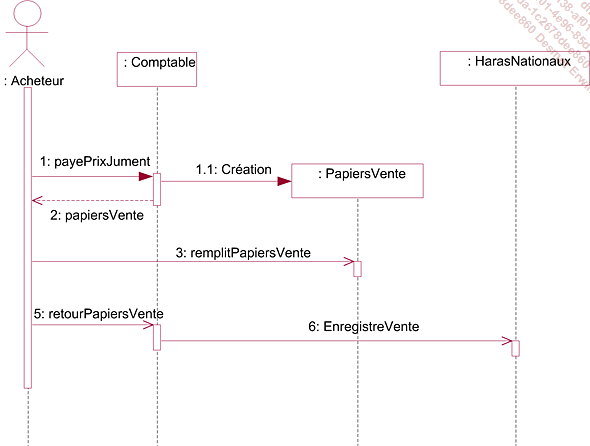 : Acheteur
: Comptable
: HarasNationaux
1: payePrixJument
1.1: Création
: PapiersVente
2: papiersVente
3: remplitPapiersVente
5: retourPapiersVente
6: EnregistreVente